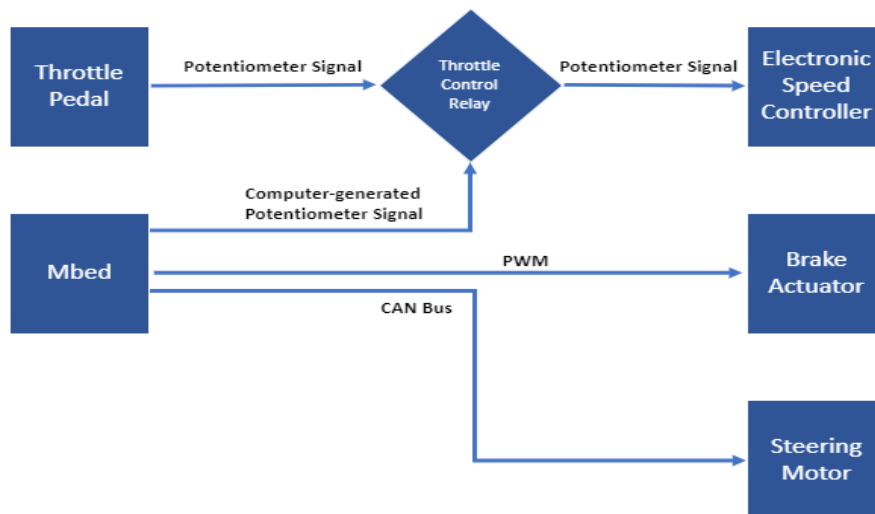 Throttle
Pedal
Potentiometer Signal
Throttle
Control
Relay
Potentiometer Signal
Electronic
Speed
Controller
Computer-generated
Potentiometer Signal
Mbed
PWM
Brake
Actuator
CAN Bus
Steering
Motor